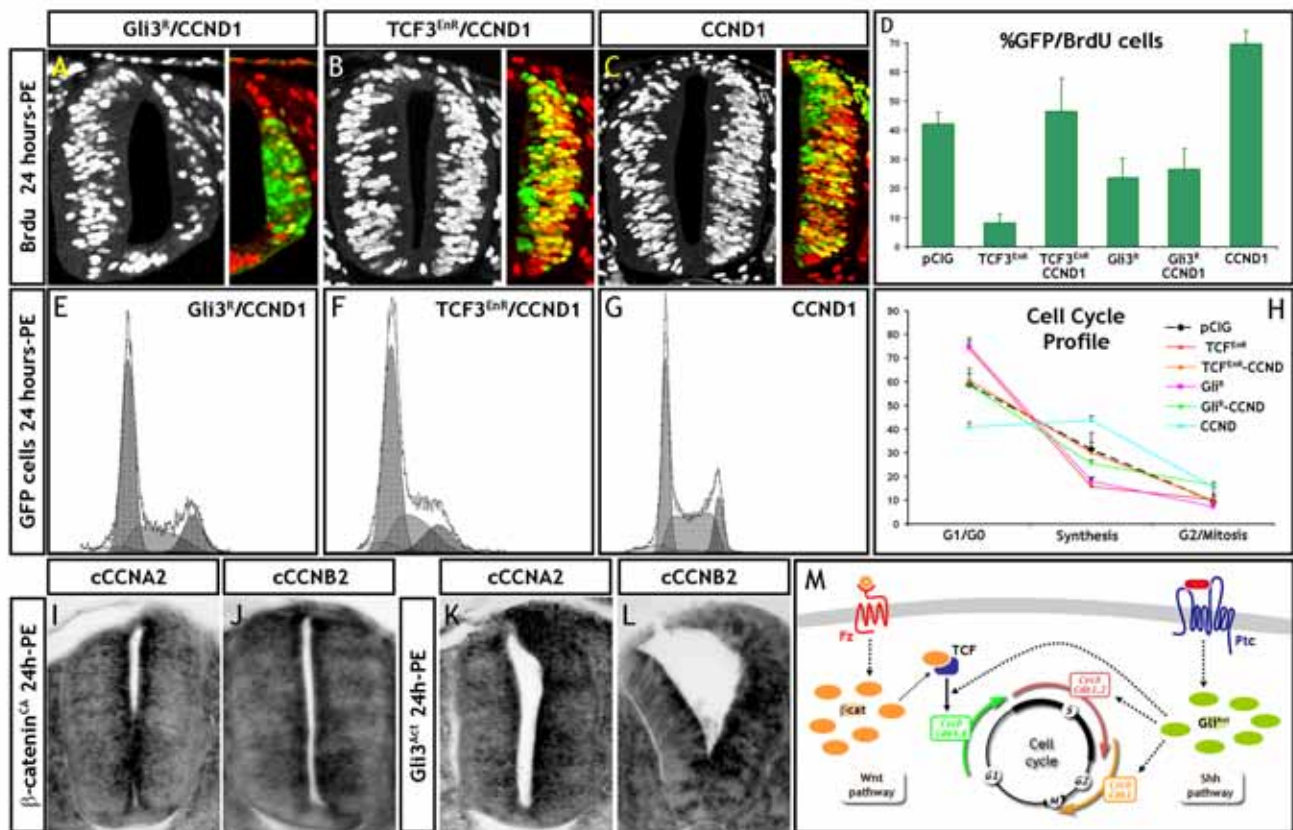 Gli3ᴿ/CCND1
TCF3ᴱⁿᴿ/CCND1
CCND1
Brdu 24 hours-PE
A
B
C
D
%GFP/BrdU cells
70
60
50
40
30
20
10
0
pCIG
TCF3ᴱⁿᴿ
TCF3ᴱⁿᴿ CCND1
Gli3ᴿ
Gli3ᴿ CCND1
CCND1
GFP cells 24 hours-PE
E
Gli3ᴿ/CCND1
F
TCF3ᴱⁿᴿ/CCND1
G
CCND1
H
Cell Cycle
Profile
90
80
70
60
50
40
30
20
10
0
G1/G0
Synthesis
G2/Mitosis
pCIG
TCFᴱⁿᴿ
TCFᴱⁿᴿ-CCND
Gliᴿ
Gliᴿ-CCND
CCND
cCCNA2
cCCNB2
cCCNA2
cCCNB2
β-cateninᶜᴬ 24h-PE
I
J
Gli3ᴬᶜᵗ 24h-PE
K
L
M
Fz
Ptc
TCF
βcat
Gliᴬᶜᵗ
Cell
cycle
G1
S
G2
M
Wnt
pathway
Shh
pathway